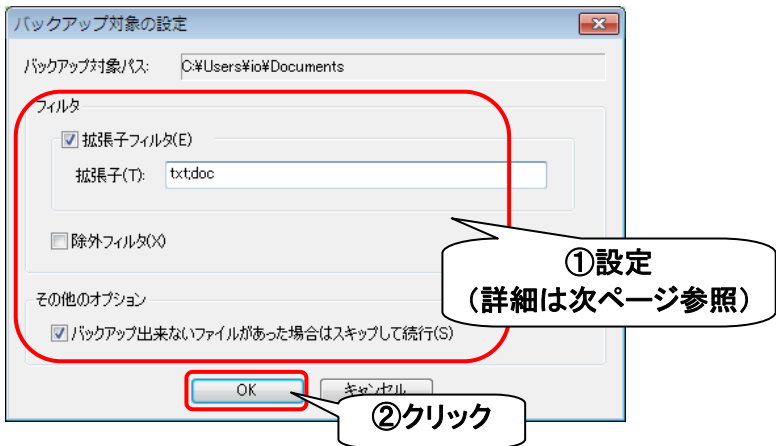 バックアップ対象の設定
バックアップ対象パス: C:¥Users¥io¥Documents
フィルタ
拡張子フィルタ(E)
拡張子(T): txt;doc
除外フィルタ(X)
①設定
(詳細は次ページ参照)
その他のオプション
バックアップ出来ないファイルがあった場合はスキップして続行(S)
OK キャンセル
②クリック